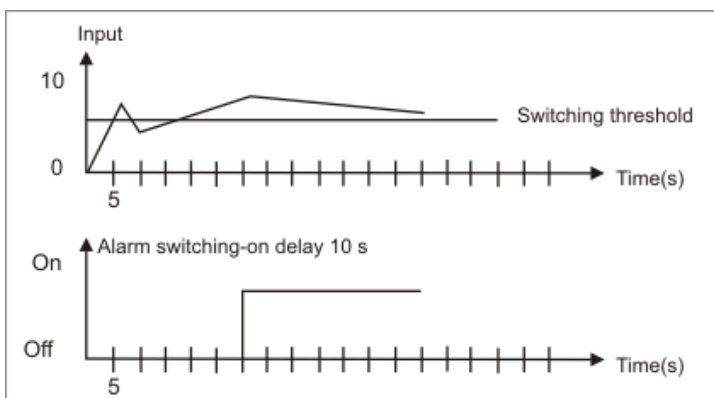 Input
10
Switching threshold
0
Time(s)
5
Alarm switching-on delay 10 s
On
Off
Time(s)
5